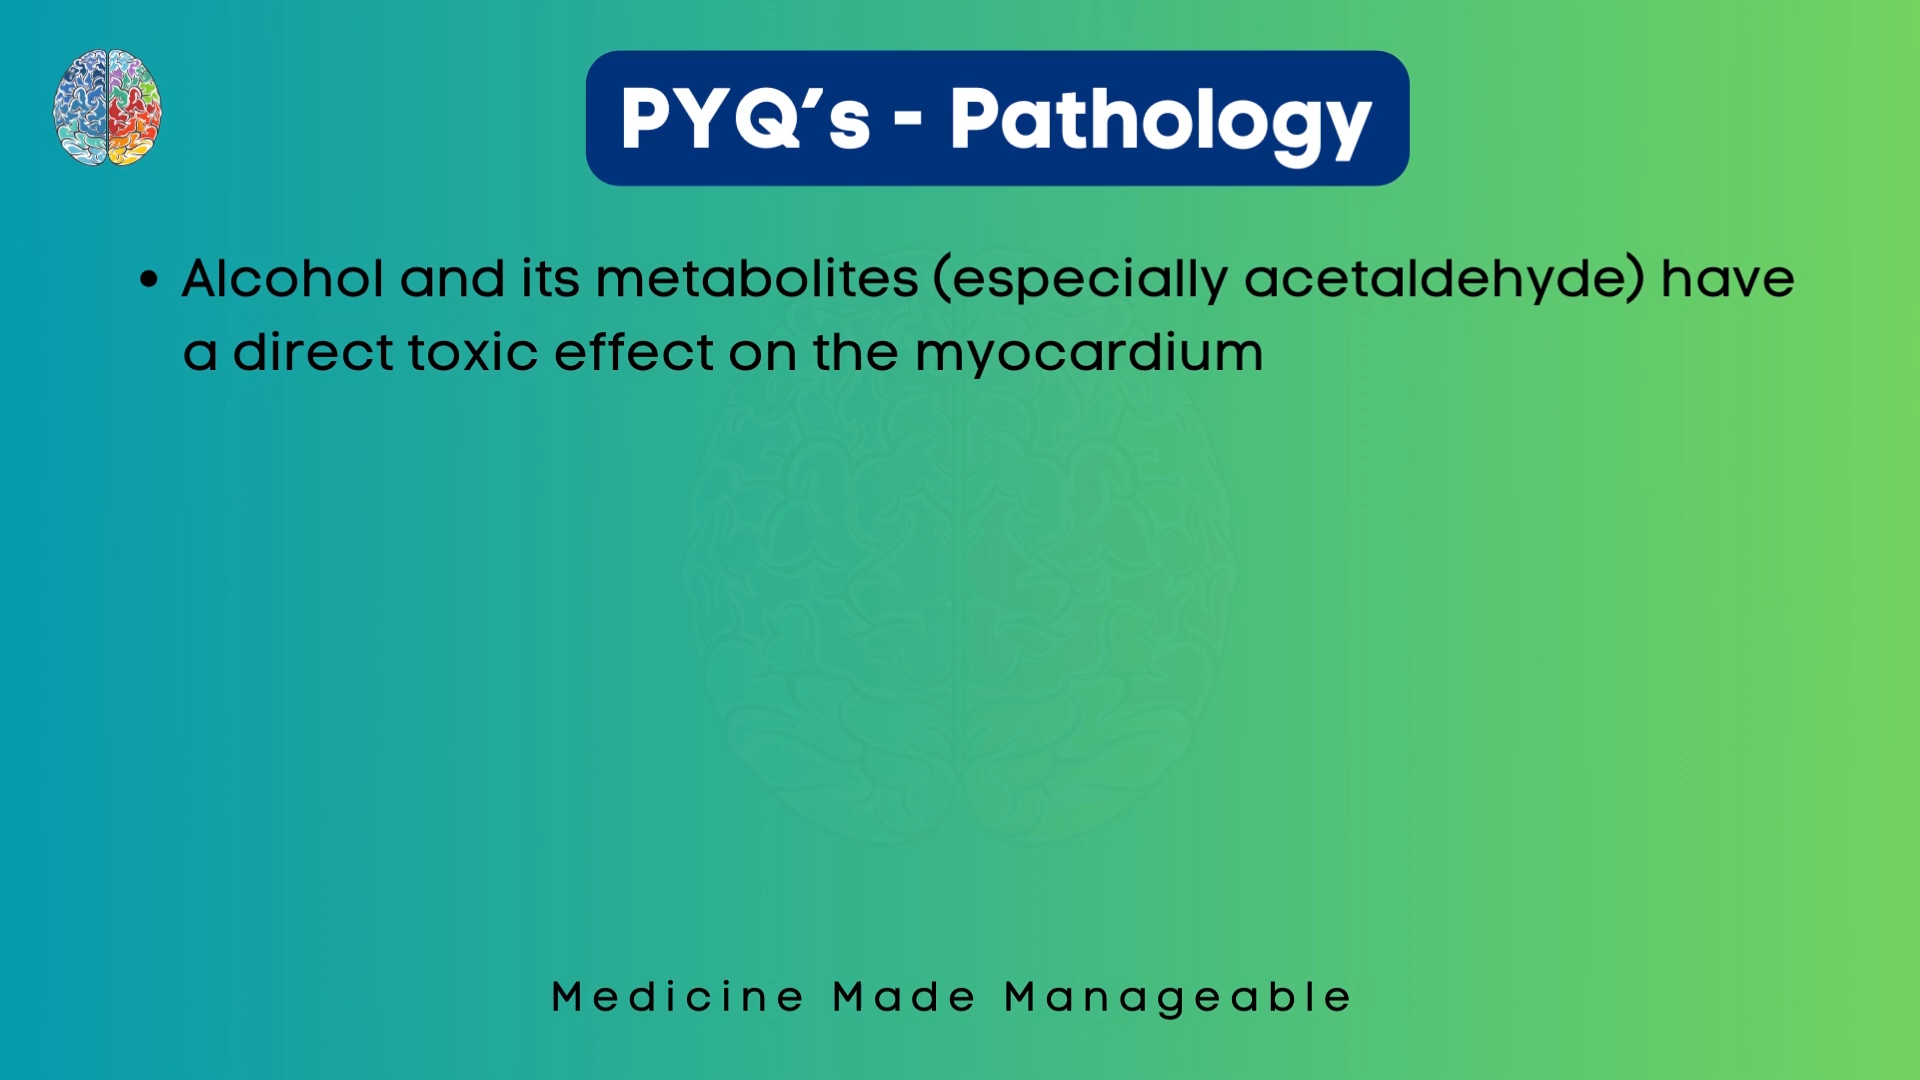 PYQ’s - Pathology
• Alcohol and its metabolites (especially acetaldehyde) have
a direct toxic effect on the myocardium
Medicine Made Manageable